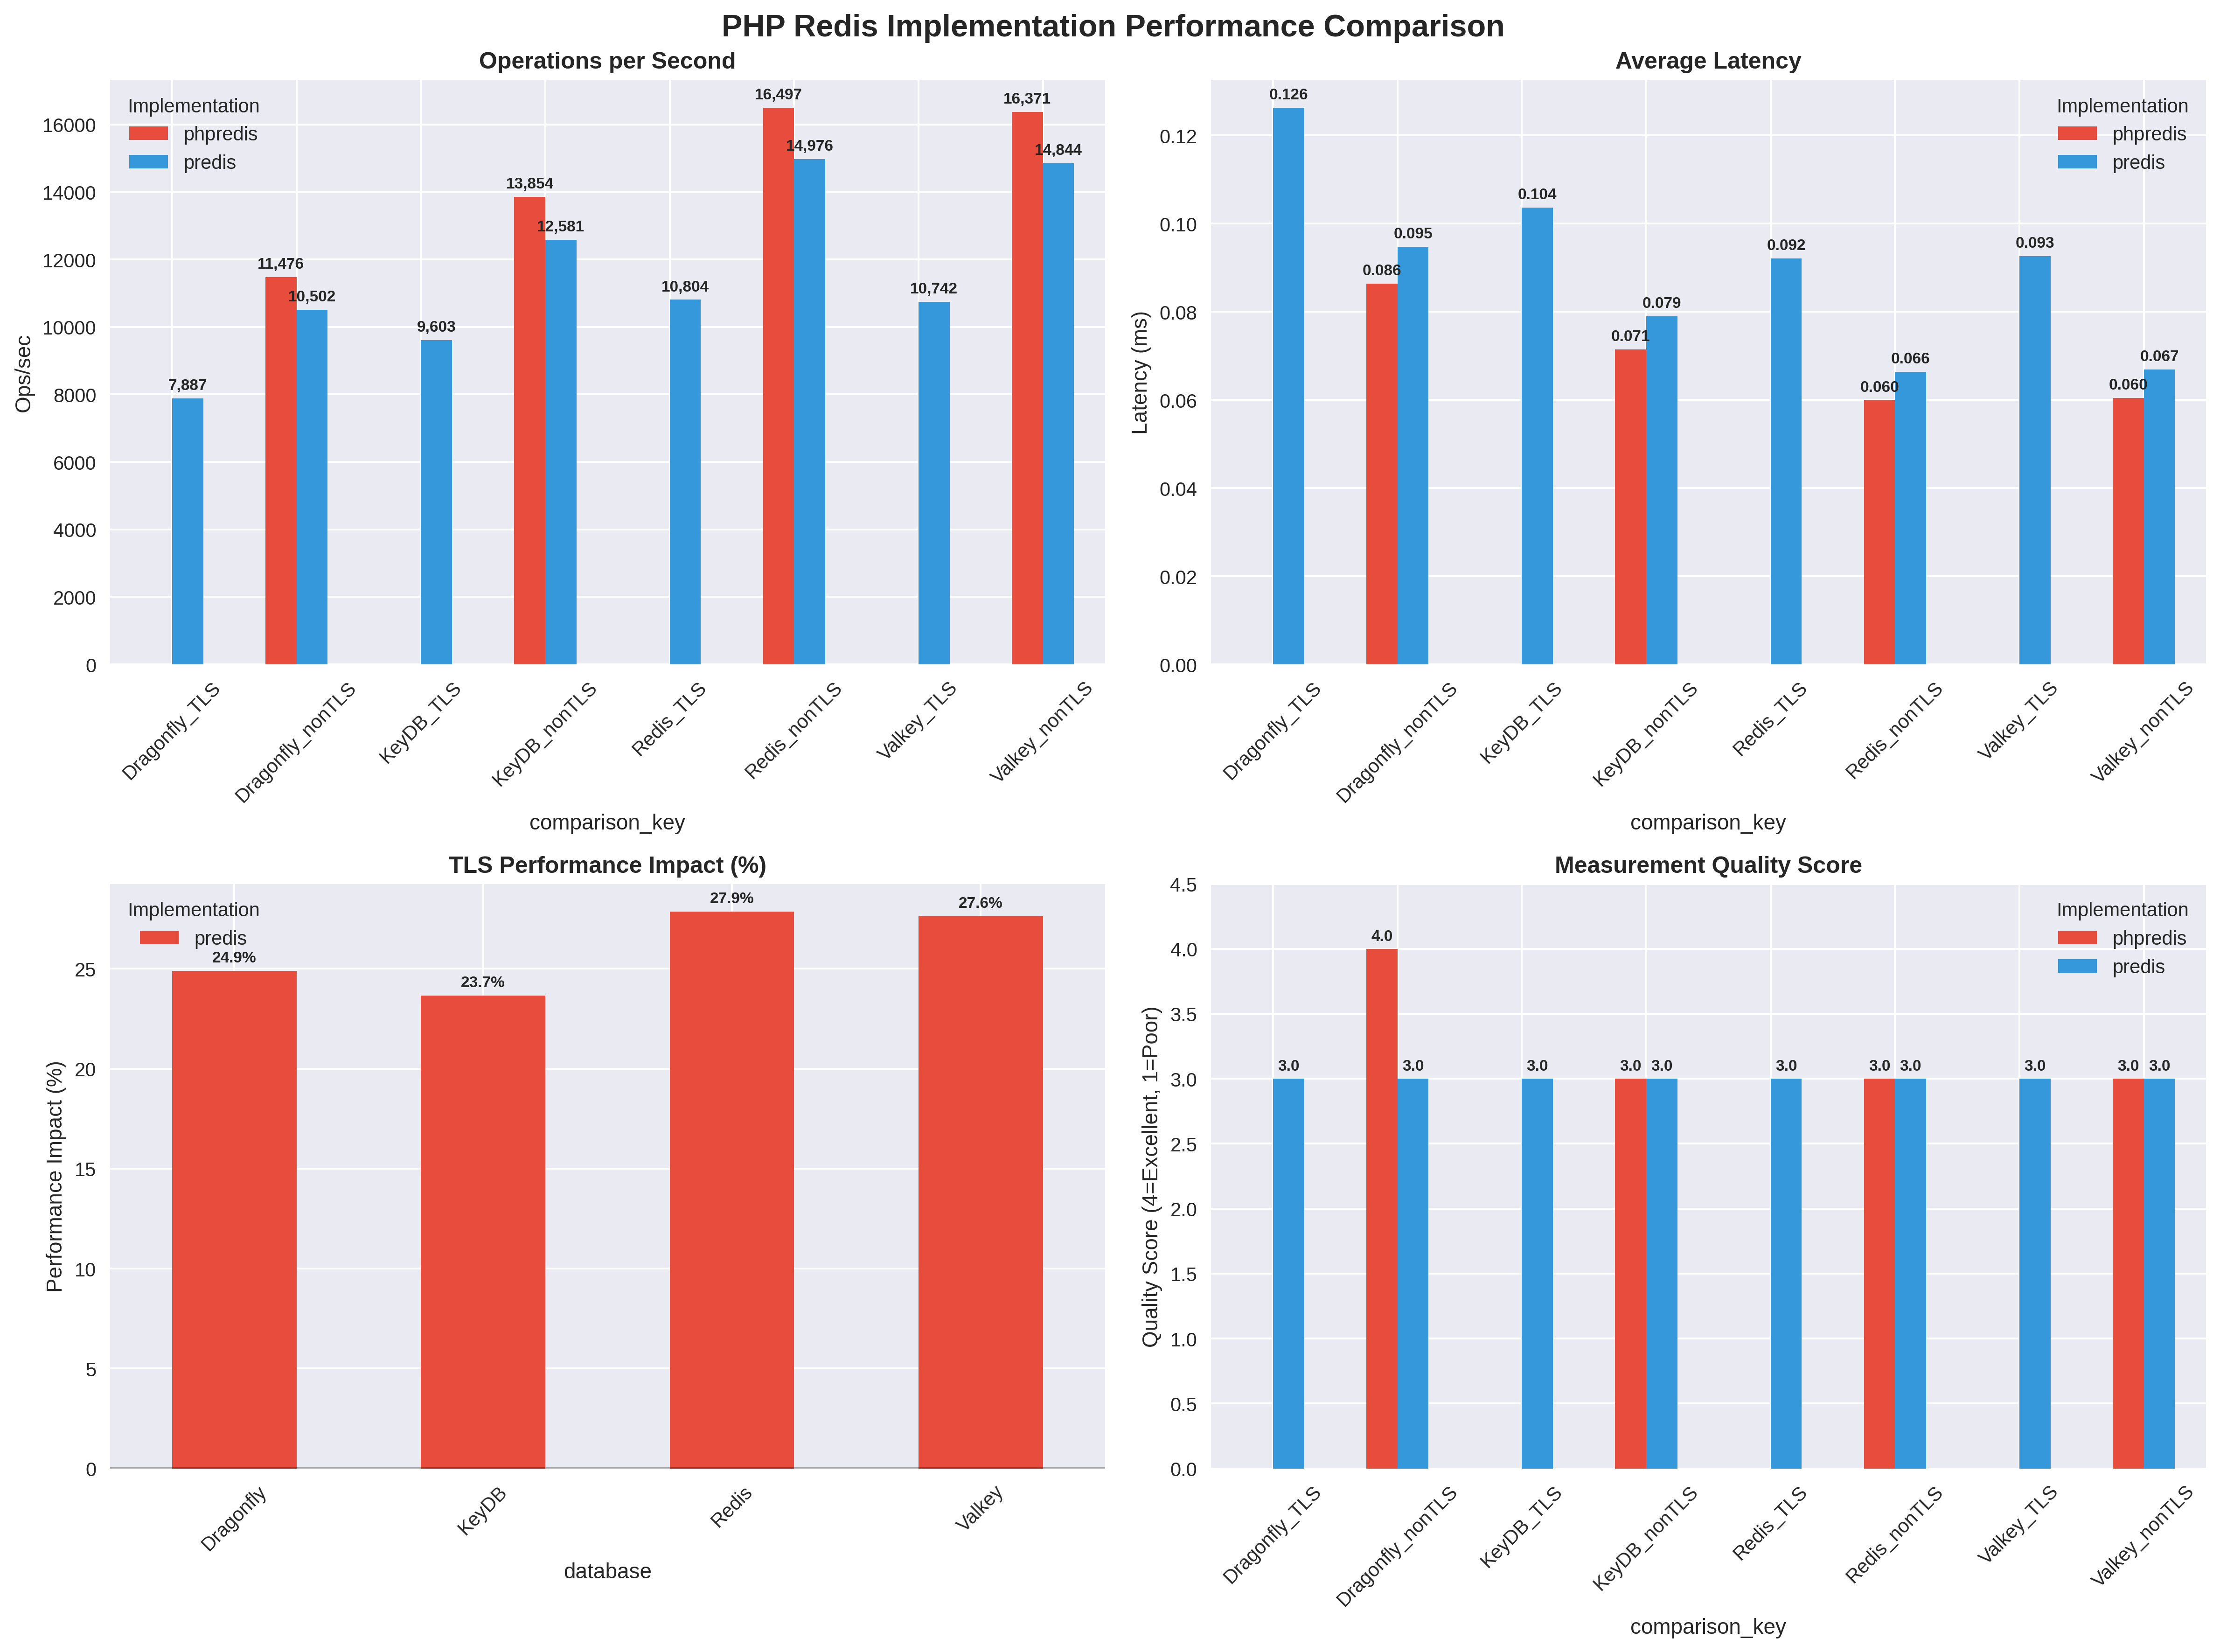 PHP Redis Implementation Performance Comparison
Operations per Second
Ops/sec
16000
14000
12000
10000
8000
6000
4000
2000
0
Implementation
phpredis
predis
7,887
11,476
10,502
9,603
13,854
12,581
10,804
16,497
14,976
10,742
16,371
14,844
Dragonfly_TLS
Dragonfly_nonTLS
KeyDB_TLS
KeyDB_nonTLS
Redis_TLS
Redis_nonTLS
Valkey_TLS
Valkey_nonTLS
comparison_key
Average Latency
Latency (ms)
0.12
0.10
0.08
0.06
0.04
0.02
0.00
Implementation
phpredis
predis
0.126
0.086
0.095
0.104
0.071
0.079
0.092
0.060
0.066
0.093
0.060
0.067
Dragonfly_TLS
Dragonfly_nonTLS
KeyDB_TLS
KeyDB_nonTLS
Redis_TLS
Redis_nonTLS
Valkey_TLS
Valkey_nonTLS
comparison_key
TLS Performance Impact (%)
Performance Impact (%)
25
20
15
10
5
0
Implementation
predis
24.9%
23.7%
27.9%
27.6%
Dragonfly
KeyDB
Redis
Valkey
database
Measurement Quality Score
Quality Score (4=Excellent, 1=Poor)
4.5
4.0
3.5
3.0
2.5
2.0
1.5
1.0
0.5
0.0
Implementation
phpredis
predis
3.0
4.0
3.0
3.0
3.0
3.0
3.0
3.0
3.0
3.0
3.0
3.0
Dragonfly_TLS
Dragonfly_nonTLS
KeyDB_TLS
KeyDB_nonTLS
Redis_TLS
Redis_nonTLS
Valkey_TLS
Valkey_nonTLS
comparison_key